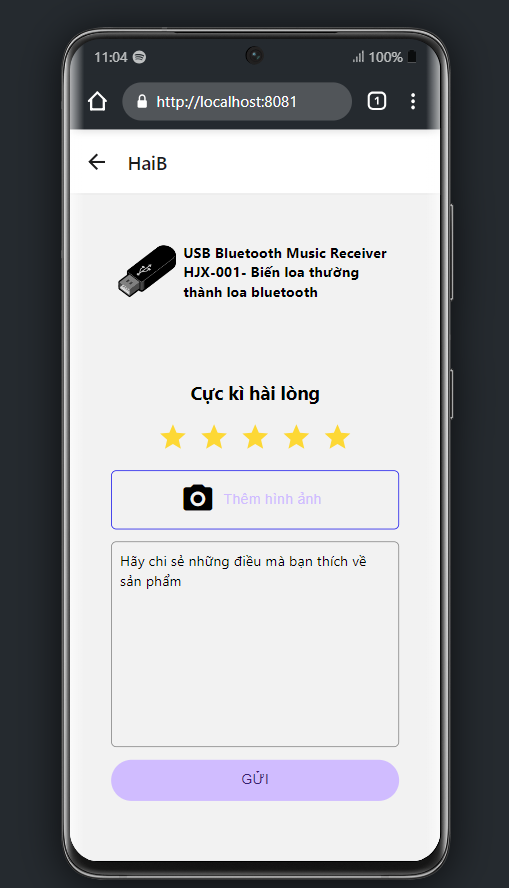 11:04 100%
http://localhost:8081 1
HaiB
USB Bluetooth Music Receiver
HJX-001- Biến loa thường
thành loa bluetooth
Cực kì hài lòng
Thêm hình ảnh
Hãy chi sẻ những điều mà bạn thích về
sản phẩm
GỬI